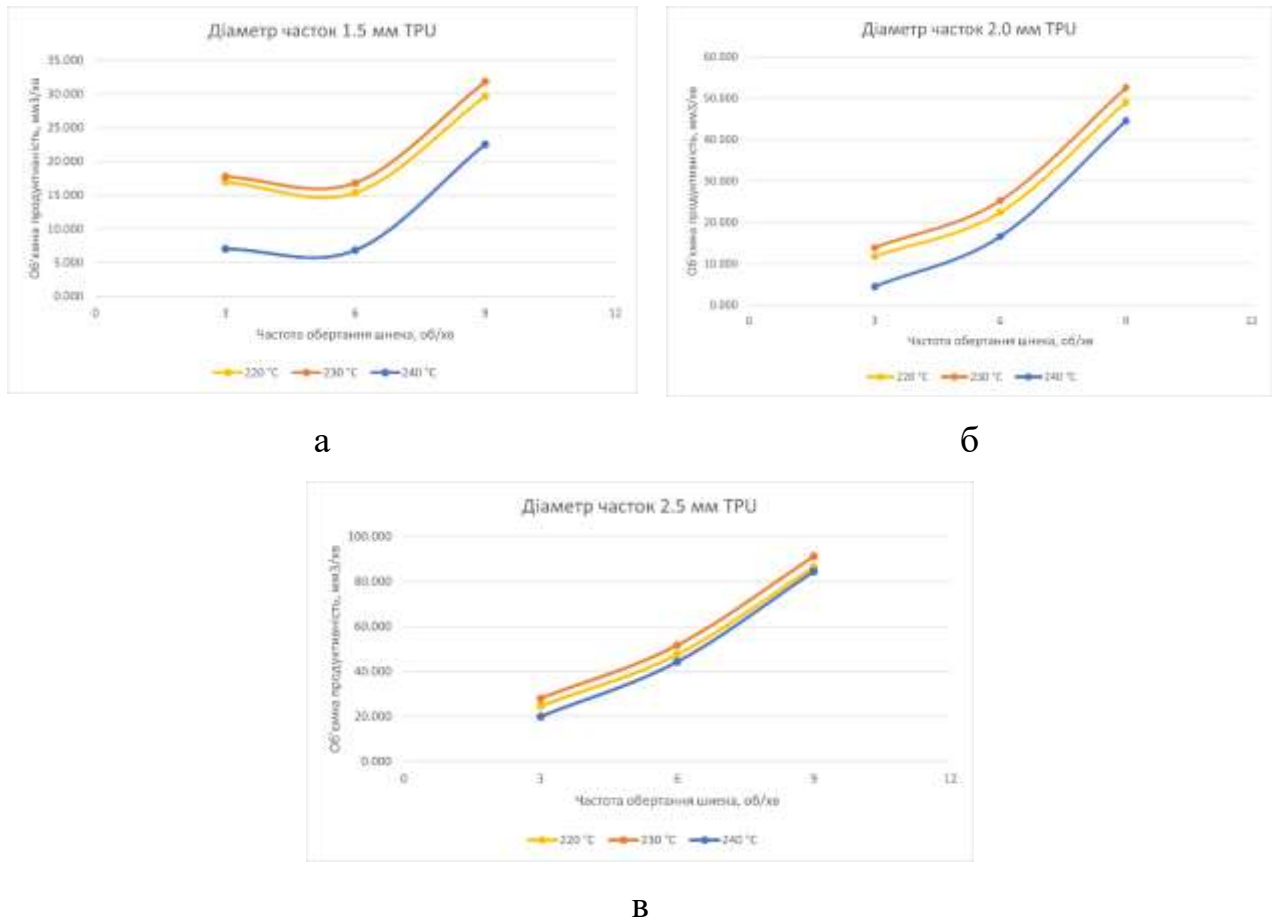 Діаметр часток 1.5 мм TPU
Об'ємна продуктивність, мм3/хв
35.000
30.000
25.000
20.000
15.000
10.000
5.000
0.000
0 3 6 9 12
Частота обертання шнека, об/хв
220 °C 230 °C 240 °C
а
Діаметр часток 2.0 мм TPU
Об'ємна продуктивність, мм3/хв
60.000
50.000
40.000
30.000
20.000
10.000
0.000
0 3 6 9 12
Частота обертання шнека, об/хв
220 °C 230 °C 240 °C
б
Діаметр часток 2.5 мм TPU
Об'ємна продуктивність, мм3/хв
100.000
80.000
60.000
40.000
20.000
0.000
0 3 6 9 12
Частота обертання шнека, об/хв
220 °C 230 °C 240 °C
в